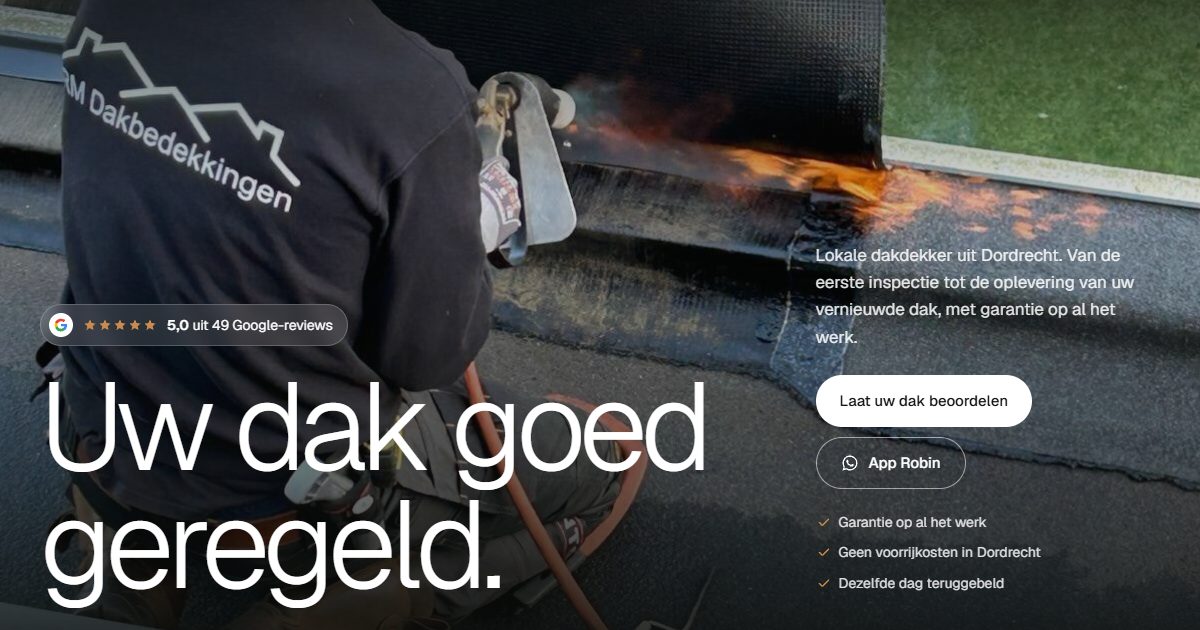 RM Dakbedekkingen
5,0 uit 49 Google-reviews
Uw dak goed
geregeld.
Lokale dakdekker uit Dordrecht. Van de
eerste inspectie tot de oplevering van uw
vernieuwde dak, met garantie op al het
werk.
Laat uw dak beoordelen
App Robin
Garantie op al het werk
Geen voorrijkosten in Dordrecht
Dezelfde dag teruggebeld